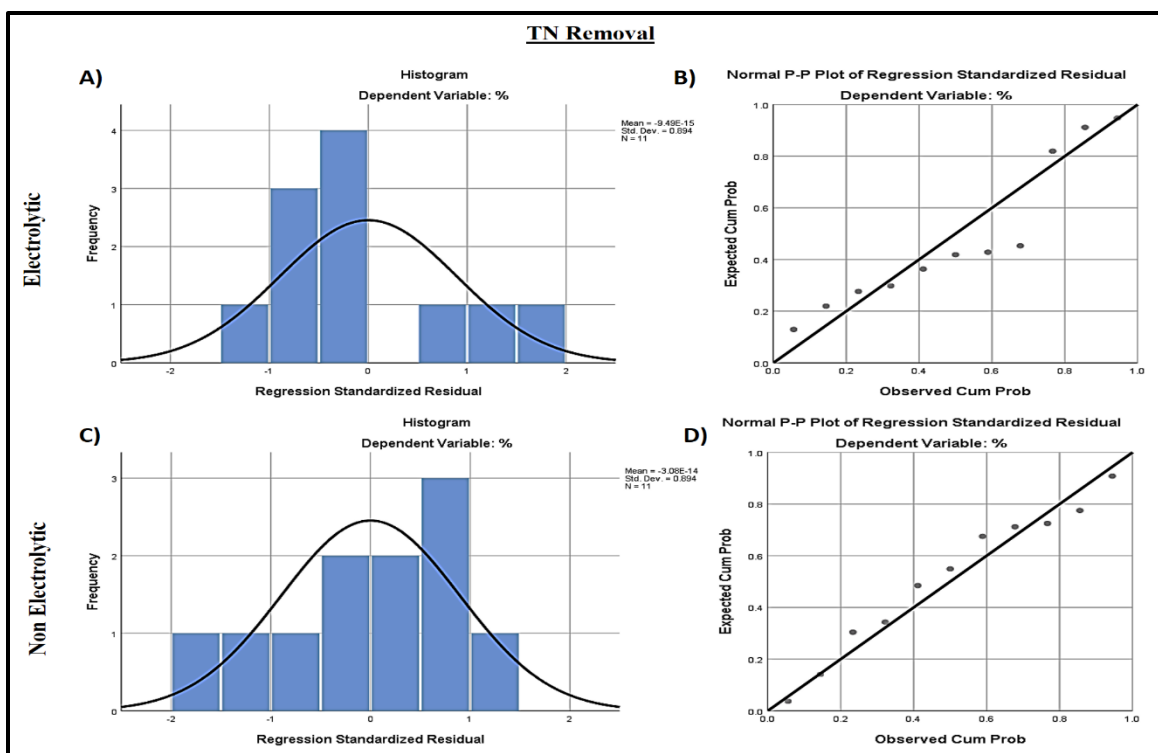 TN Removal
Electrolytic
A)
Histogram
Dependent Variable: %
Mean = -9.49E-15
Std. Dev. = 0.894
N = 11
Frequency
4
3
2
1
0
-2
-1
0
1
2
Regression Standardized Residual
B)
Normal P-P Plot of Regression Standardized Residual
Dependent Variable: %
Expected Cum Prob
1.0
0.8
0.6
0.4
0.2
0.0
0.0
0.2
0.4
0.6
0.8
1.0
Observed Cum Prob
Non Electrolytic
C)
Histogram
Dependent Variable: %
Mean = -3.08E-14
Std. Dev. = 0.894
N = 11
Frequency
3
2
1
0
-2
-1
0
1
2
Regression Standardized Residual
D)
Normal P-P Plot of Regression Standardized Residual
Dependent Variable: %
Expected Cum Prob
1.0
0.8
0.6
0.4
0.2
0.0
0.0
0.2
0.4
0.6
0.8
1.0
Observed Cum Prob